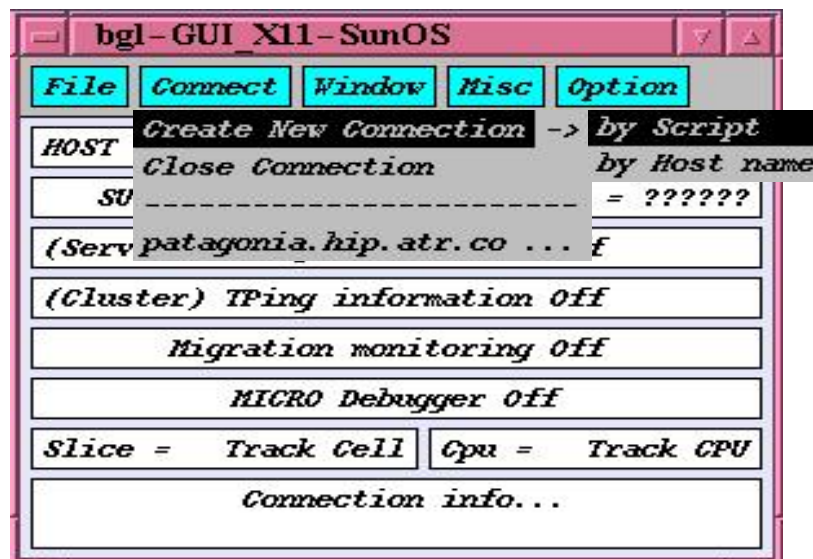 bgl-GUI_X11-SunOS
File Connect Window Misc Option
HOST Create New Connection -> by Script
Close Connection by Host name
SU ------------------------- = ??????
(Serv patagonia.hip.atr.co ... f
(Cluster) TPing information Off
Migration monitoring Off
MICRO Debugger Off
Slice = Track Cell Cpu = Track CPU
Connection info...